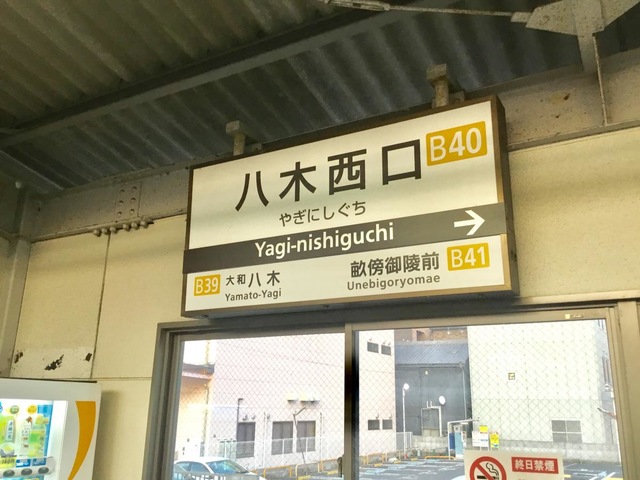 八木西口 B40
やぎにしぐち
Yagi-nishiguchi
B39 大和八木
Yamato-Yagi
畝傍御陵前 B41
Unebigoryomae
終日禁煙